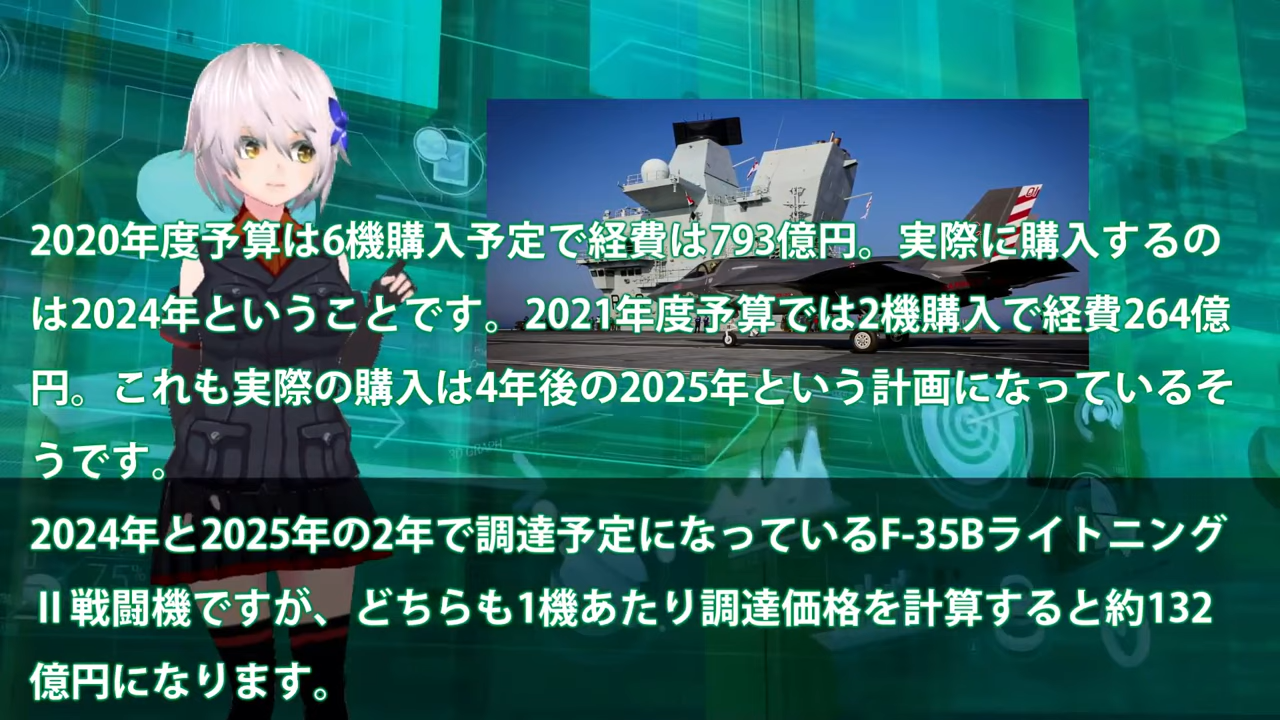 2020年度予算は6機購入予定で経費は793億円。実際に購入するの
は2024年ということです。2021年度予算では2機購入で経費264億
円。これも実際の購入は4年後の2025年という計画になっているそ
うです。
2024年と2025年の2年で調達予定になっているF-35Bライトニング
Ⅱ戦闘機ですが、どちらも1機あたり調達価格を計算すると約132
億円になります。
3D GRAPH
75%